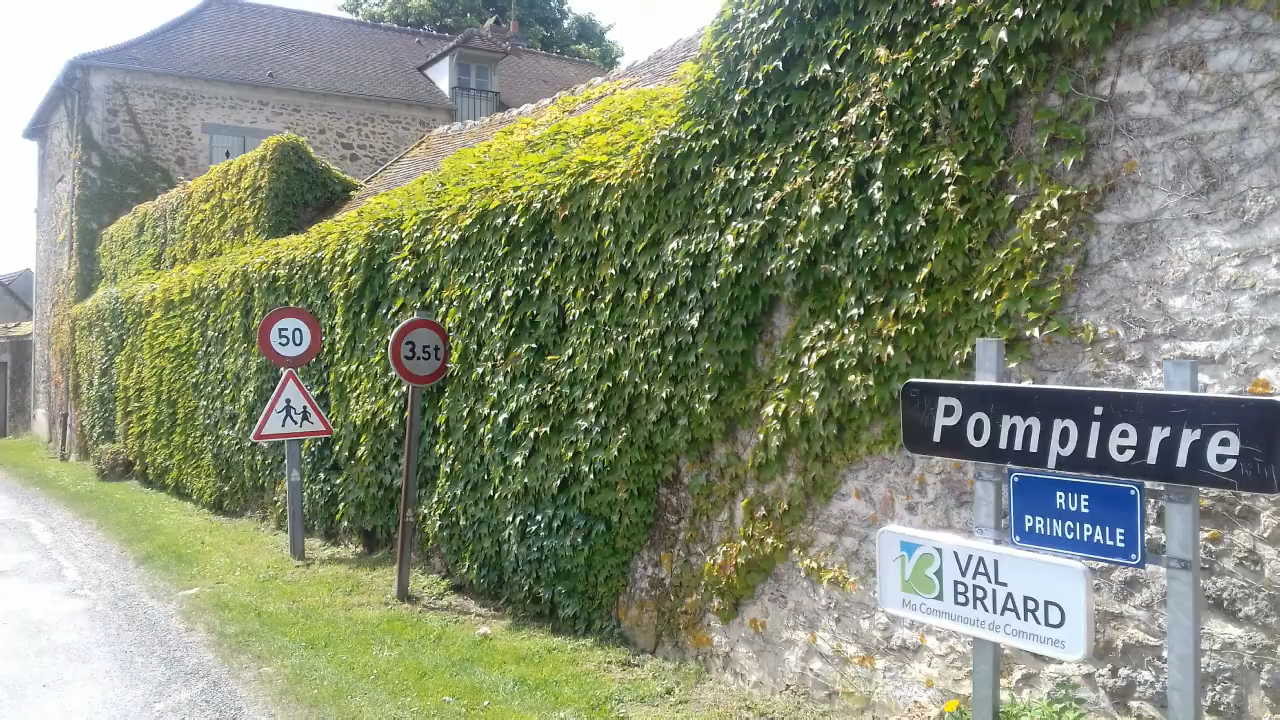 50
3.5t
Pompierre
RUE
PRINCIPALE
VAL
BRIARD
Ma Communauté de Communes